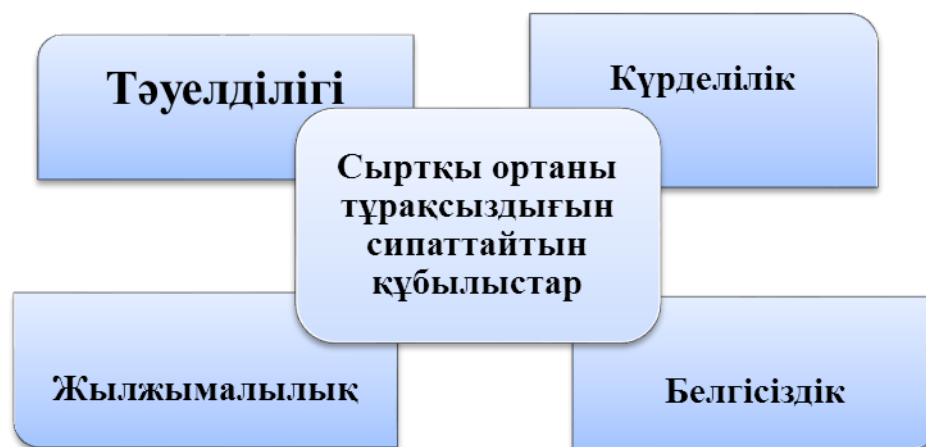 Тәуелділігі
Күрделілік
Сыртқы ортаны
тұрақсыздығын
сипаттайтын
құбылыстар
Жылжымалылық
Белгісіздік